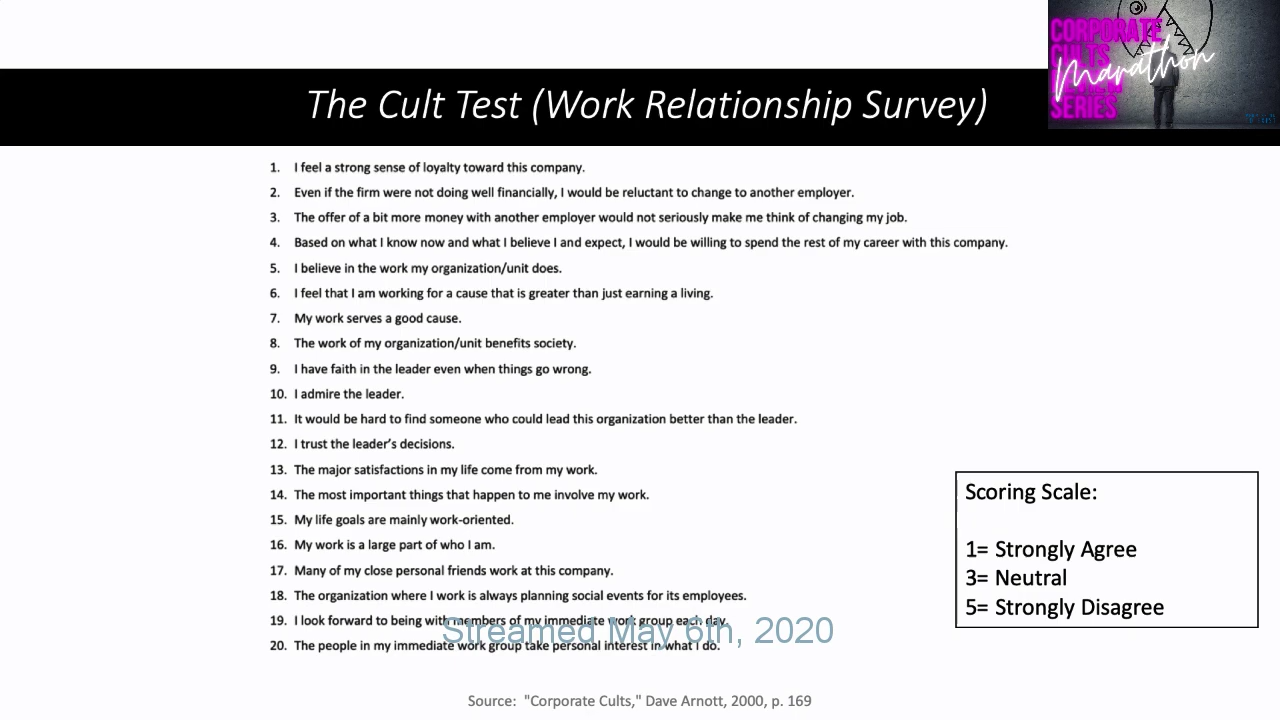 CORPORATE
CULTS
Marathon
SERIES
The Cult Test (Work Relationship Survey)
1. I feel a strong sense of loyalty toward this company.
2. Even if the firm were not doing well financially, I would be reluctant to change to another employer.
3. The offer of a bit more money with another employer would not seriously make me think of changing my job.
4. Based on what I know now and what I believe I and expect, I would be willing to spend the rest of my career with this company.
5. I believe in the work my organization/unit does.
6. I feel that I am working for a cause that is greater than just earning a living.
7. My work serves a good cause.
8. The work of my organization/unit benefits society.
9. I have faith in the leader even when things go wrong.
10. I admire the leader.
11. It would be hard to find someone who could lead this organization better than the leader.
12. I trust the leader's decisions.
13. The major satisfactions in my life come from my work.
14. The most important things that happen to me involve my work.
15. My life goals are mainly work-oriented.
16. My work is a large part of who I am.
17. Many of my close personal friends work at this company.
18. The organization where I work is always planning social events for its employees.
19. I look forward to being with members of my immediate work group each day.
20. The people in my immediate work group take personal interest in what I do.
Streamed May 6th, 2020
Scoring Scale:
1= Strongly Agree
3= Neutral
5= Strongly Disagree
Source: "Corporate Cults," Dave Arnott, 2000, p. 169